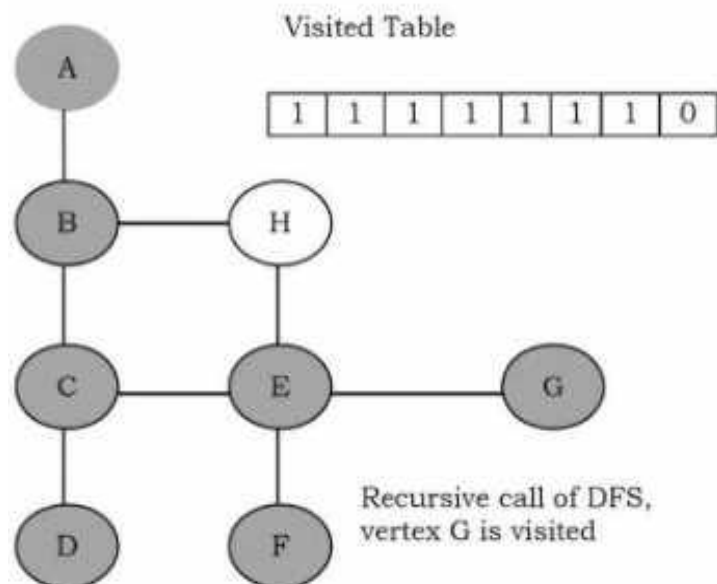 Visited Table
A
1 1 1 1 1 1 1 0
B H
C E G
Recursive call of DFS,
vertex G is visited
D F